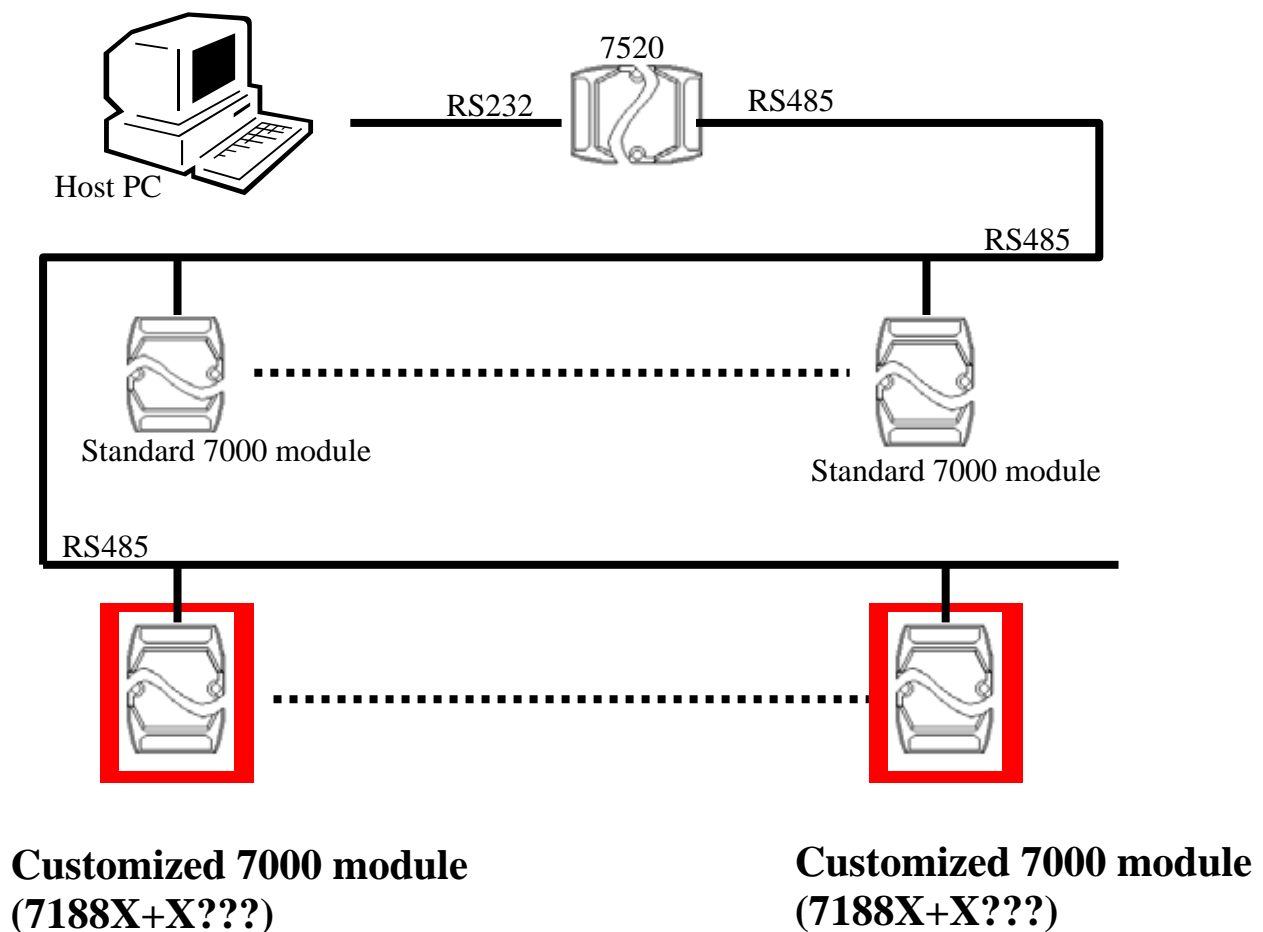 7520
RS232
RS485
Host PC
RS485
Standard 7000 module
Standard 7000 module
RS485
Customized 7000 module
(7188X+X???)
Customized 7000 module
(7188X+X???)